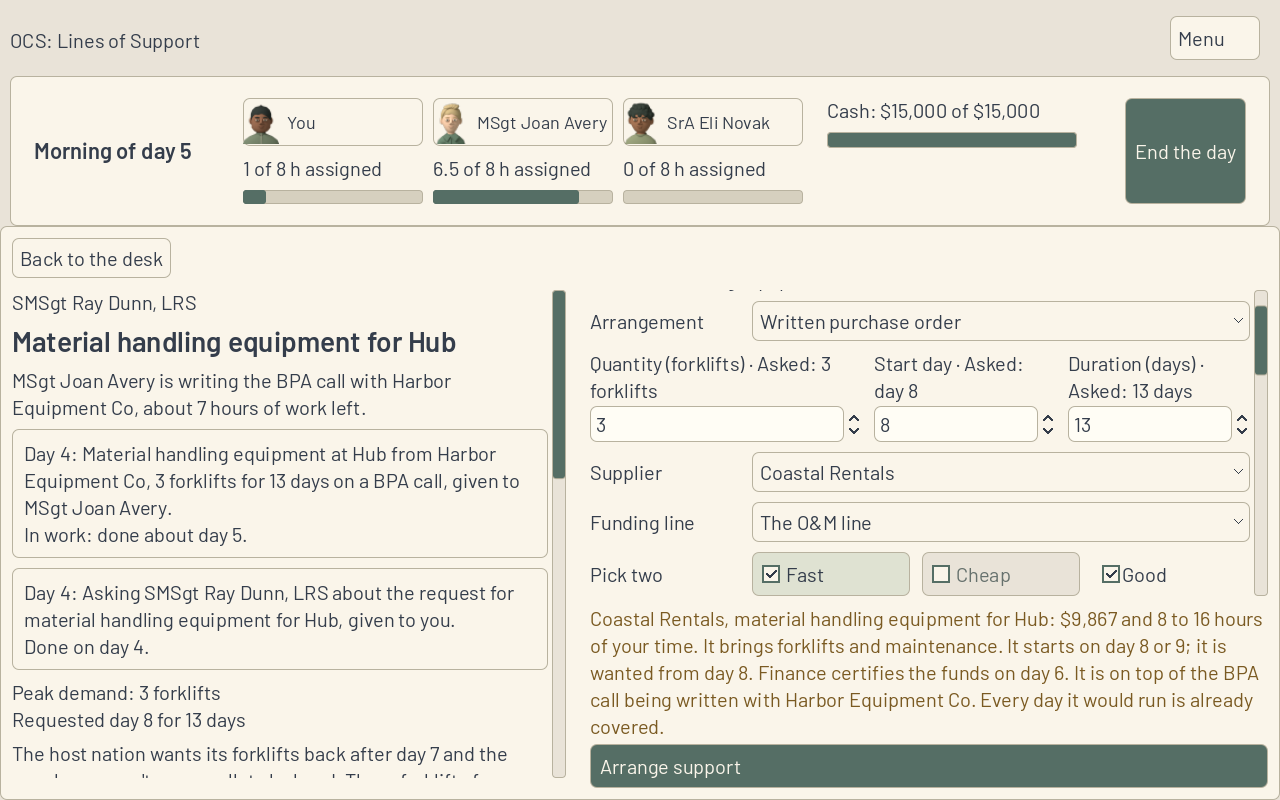 OCS: Lines of Support
Menu
Morning of day 5
You
MSgt Joan Avery
SrA Eli Novak
1 of 8 h assigned
6.5 of 8 h assigned
0 of 8 h assigned
Cash: $15,000 of $15,000
End the day
Back to the desk
SMSgt Ray Dunn, LRS
Material handling equipment for Hub
MSgt Joan Avery is writing the BPA call with Harbor
Equipment Co, about 7 hours of work left.
Day 4: Material handling equipment at Hub from Harbor
Equipment Co, 3 forklifts for 13 days on a BPA call, given to
MSgt Joan Avery.
In work: done about day 5.
Day 4: Asking SMSgt Ray Dunn, LRS about the request for
material handling equipment for Hub, given to you.
Done on day 4.
Peak demand: 3 forklifts
Requested day 8 for 13 days
The host nation wants its forklifts back after day 7 and the
Arrangement
Written purchase order
Quantity (forklifts) · Asked: 3
forklifts
Start day · Asked:
day 8
Duration (days) ·
Asked: 13 days
3
8
13
Supplier
Coastal Rentals
Funding line
The O&M line
Pick two
Fast
Cheap
Good
Coastal Rentals, material handling equipment for Hub: $9,867 and 8 to 16 hours
of your time. It brings forklifts and maintenance. It starts on day 8 or 9; it is
wanted from day 8. Finance certifies the funds on day 6. It is on top of the BPA
call being written with Harbor Equipment Co. Every day it would run is already
covered.
Arrange support